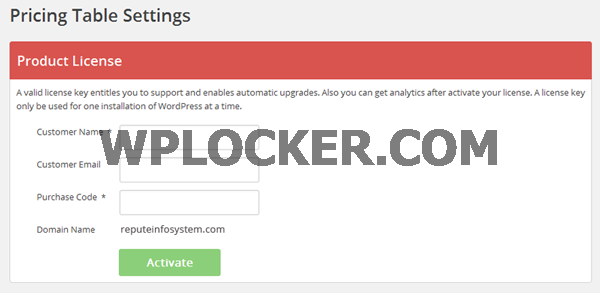 Pricing Table Settings
Product License
A valid license key entitles you to support and enables automatic upgrades. Also you can get analytics after activate your license. A license key
only be used for one installation of WordPress at a time.
Customer Name *
WPLOCKER.COM
Customer Email
Purchase Code *
Domain Name reputeinfosystem.com
Activate